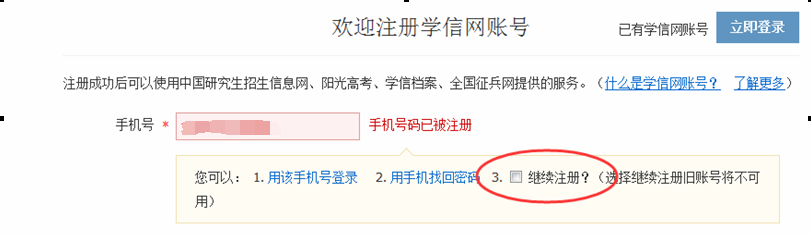 欢迎注册学信网账号
已有学信网账号 立即登录
注册成功后可以使用中国研究生招生信息网、阳光高考、学信档案、全国征兵网提供的服务。（什么是学信网账号？ 了解更多）
手机号 * 手机号码已被注册
您可以： 1. 用该手机号登录 2. 用手机找回密码 3. 继续注册？（选择继续注册旧账号将不可
用）